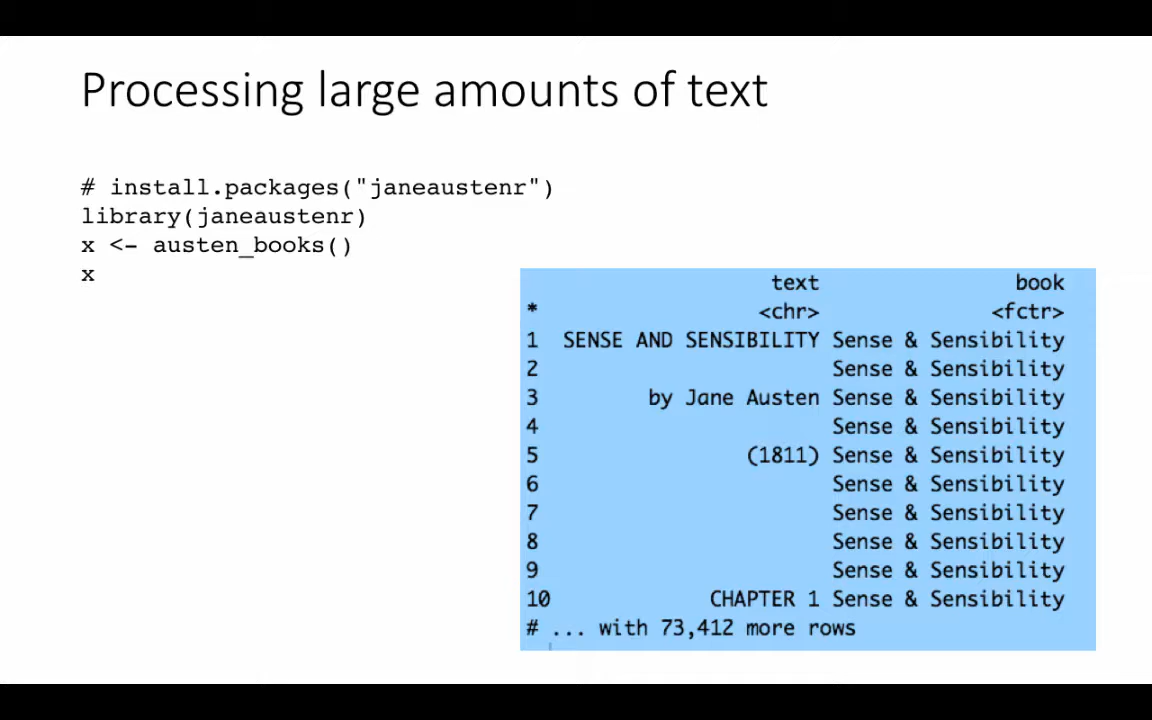 Processing large amounts of text
# install.packages("janeaustenr")
library(janeaustenr)
x <- austen_books()
x
text book
* <chr> <fctr>
1 SENSE AND SENSIBILITY Sense & Sensibility
2 Sense & Sensibility
3 by Jane Austen Sense & Sensibility
4 Sense & Sensibility
5 (1811) Sense & Sensibility
6 Sense & Sensibility
7 Sense & Sensibility
8 Sense & Sensibility
9 Sense & Sensibility
10 CHAPTER 1 Sense & Sensibility
# ... with 73,412 more rows